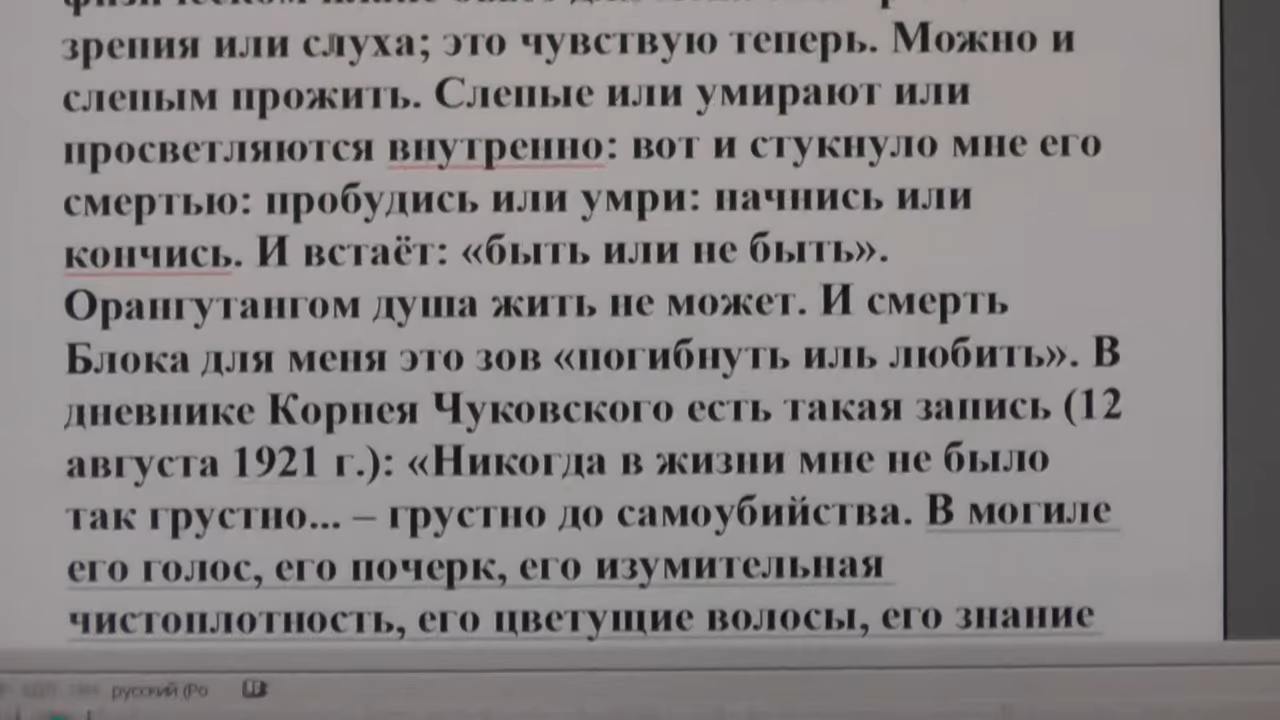 зрения или слуха; это чувствую теперь. Можно и
слепым прожить. Слепые или умирают или
просветляются внутренно: вот и стукнуло мне его
смертью: пробудись или умри: начнись или
кончись. И встаёт: «быть или не быть».
Орангутангом душа жить не может. И смерть
Блока для меня это зов «погибнуть иль любить». В
дневнике Корнея Чуковского есть такая запись (12
августа 1921 г.): «Никогда в жизни мне не было
так грустно... – грустно до самоубийства. В могиле
его голос, его почерк, его изумительная
чистоплотность, его цветущие волосы, его знание
русский (Ро